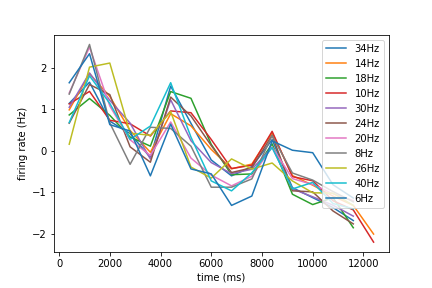 34Hz
14Hz
18Hz
10Hz
30Hz
24Hz
20Hz
8Hz
26Hz
40Hz
6Hz
2
1
0
−1
−2
firing rate (Hz)
0 2000 4000 6000 8000 10000 12000
time (ms)